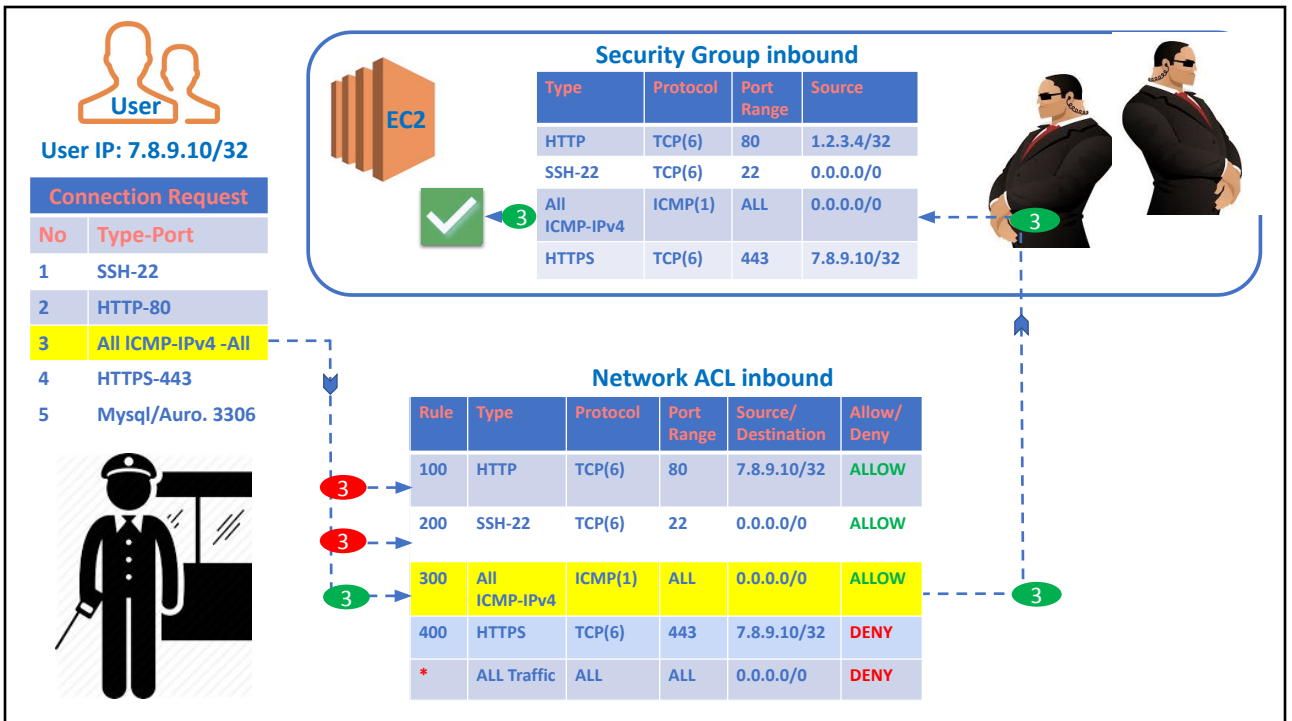 User
User IP: 7.8.9.10/32
Connection Request
No Type-Port
1 SSH-22
2 HTTP-80
3 All ICMP-IPv4 -All
4 HTTPS-443
5 Mysql/Auro. 3306
EC2
Security Group inbound
Type Protocol Port Range Source
HTTP TCP(6) 80 1.2.3.4/32
SSH-22 TCP(6) 22 0.0.0.0/0
All ICMP-IPv4 ICMP(1) ALL 0.0.0.0/0
HTTPS TCP(6) 443 7.8.9.10/32
3
3
Network ACL inbound
Rule Type Protocol Port Range Source/ Destination Allow/ Deny
3
100 HTTP TCP(6) 80 7.8.9.10/32 ALLOW
3
200 SSH-22 TCP(6) 22 0.0.0.0/0 ALLOW
3
300 All ICMP-IPv4 ICMP(1) ALL 0.0.0.0/0 ALLOW
3
400 HTTPS TCP(6) 443 7.8.9.10/32 DENY
* ALL Traffic ALL ALL 0.0.0.0/0 DENY